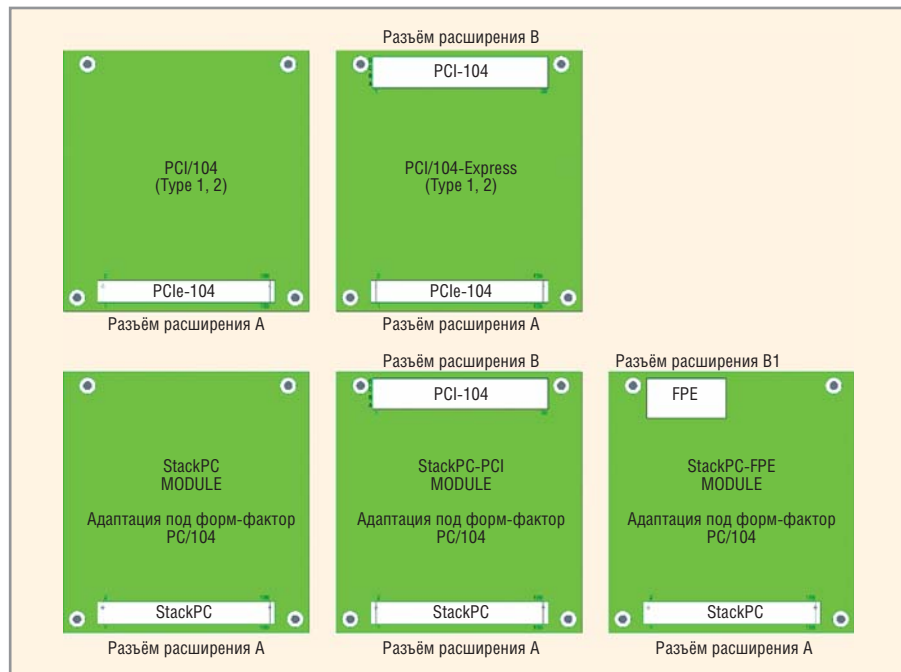 Разъём расширения B
PCI-104
PCI/104
(Type 1, 2)
PCI/104-Express
(Type 1, 2)
PCIe-104
PCIe-104
Разъём расширения A
Разъём расширения A
Разъём расширения B
Разъём расширения B1
PCI-104
FPE
StackPC
MODULE
Адаптация под форм-фактор
PC/104
StackPC-PCI
MODULE
Адаптация под форм-фактор
PC/104
StackPC-FPE
MODULE
Адаптация под форм-фактор
PC/104
StackPC
StackPC
StackPC
Разъём расширения A
Разъём расширения A
Разъём расширения A